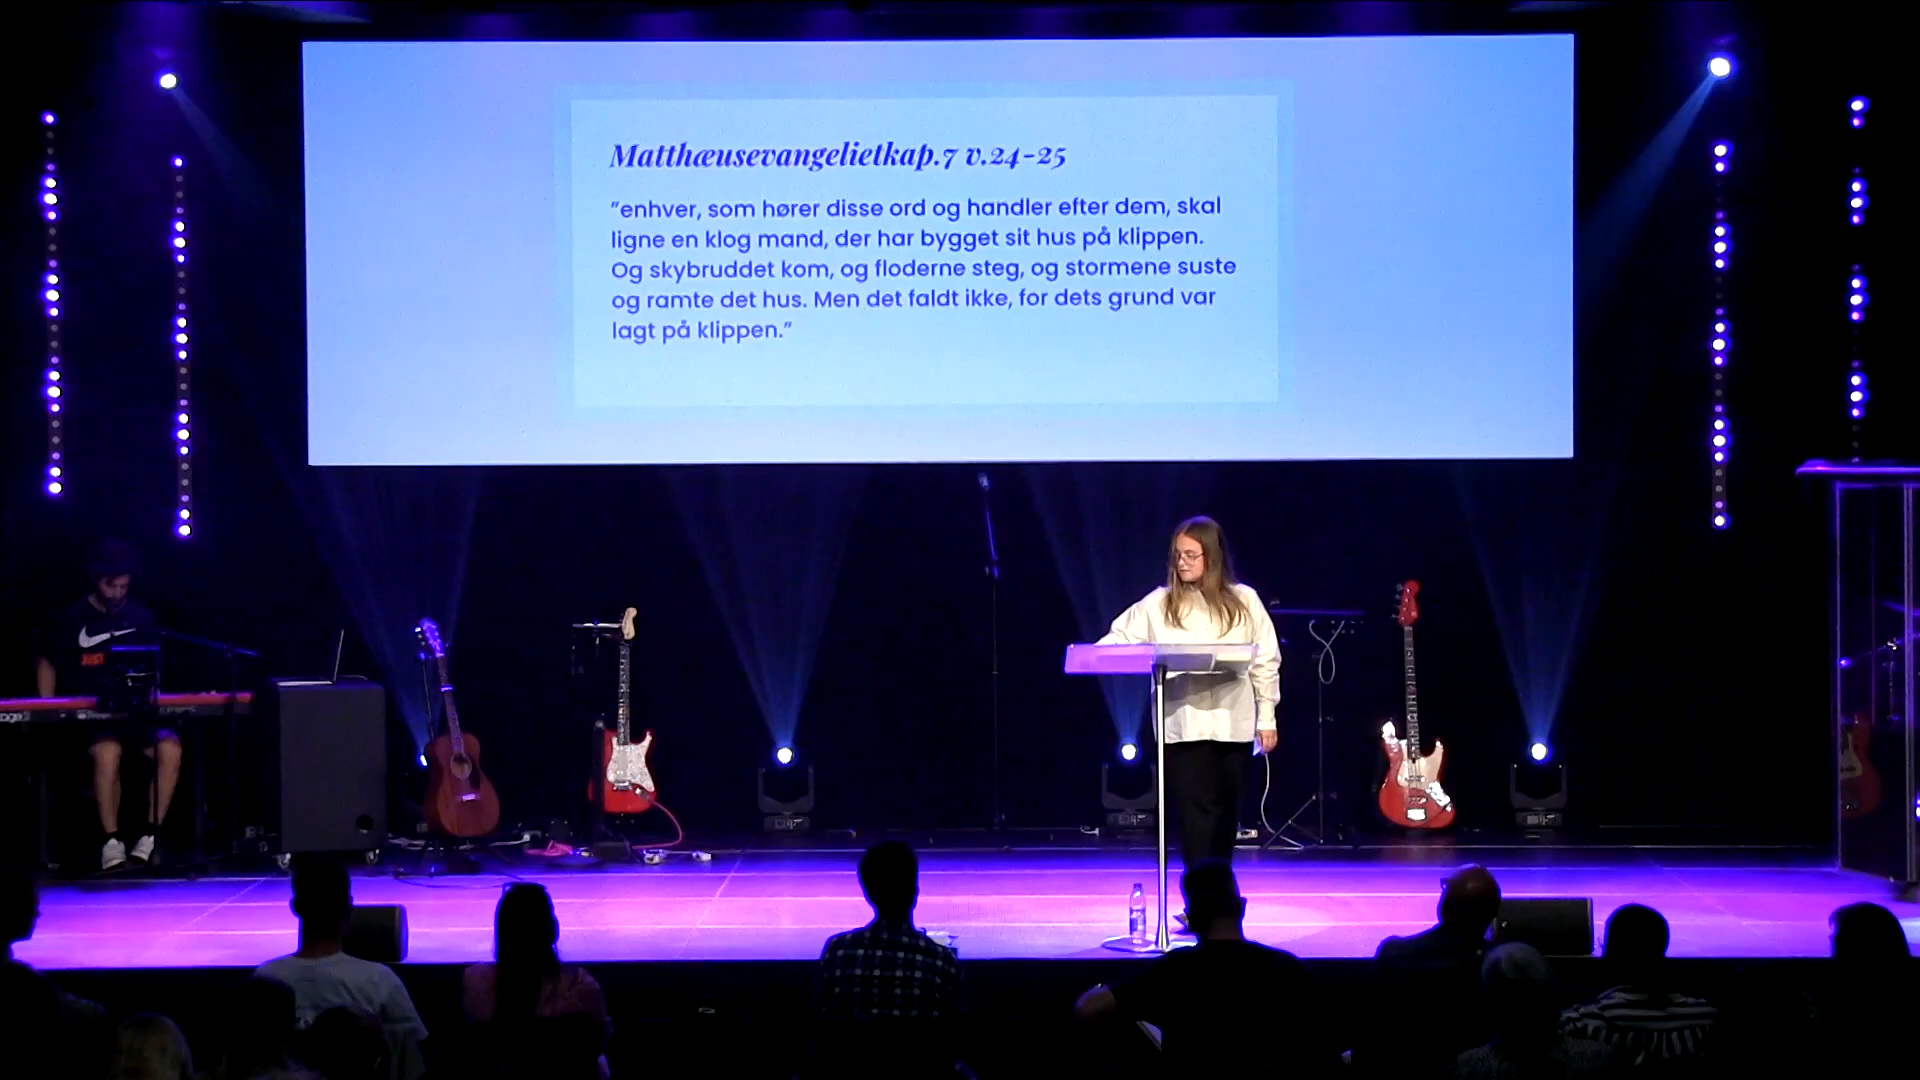 Matthæusevangelietkap.7 v.24-25
"enhver, som hører disse ord og handler efter dem, skal
ligne en klog mand, der har bygget sit hus på klippen.
Og skybruddet kom, og floderne steg, og stormene suste
og ramte det hus. Men det faldt ikke, for dets grund var
lagt på klippen."
JUST